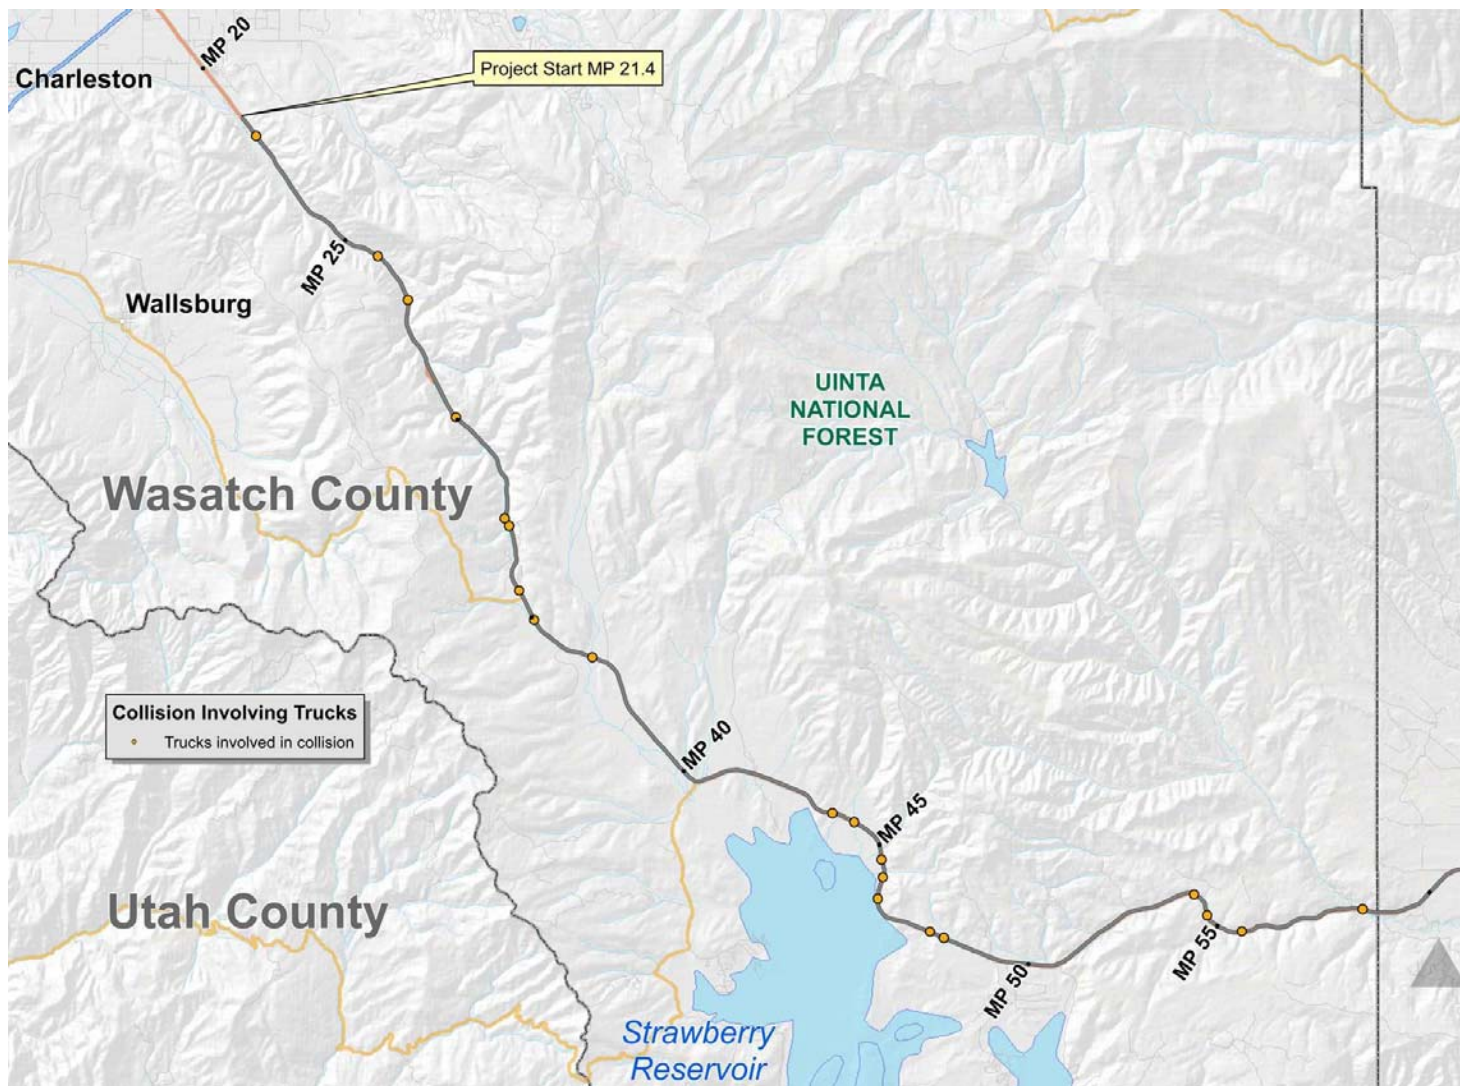 MP 20
Project Start MP 21.4
Charleston
MP 25
Wallsburg
UINTA
NATIONAL
FOREST
Wasatch County
Collision Involving Trucks
Trucks involved in collision
MP 40
MP 45
Utah County
MP 55
MP 50
Strawberry
Reservoir